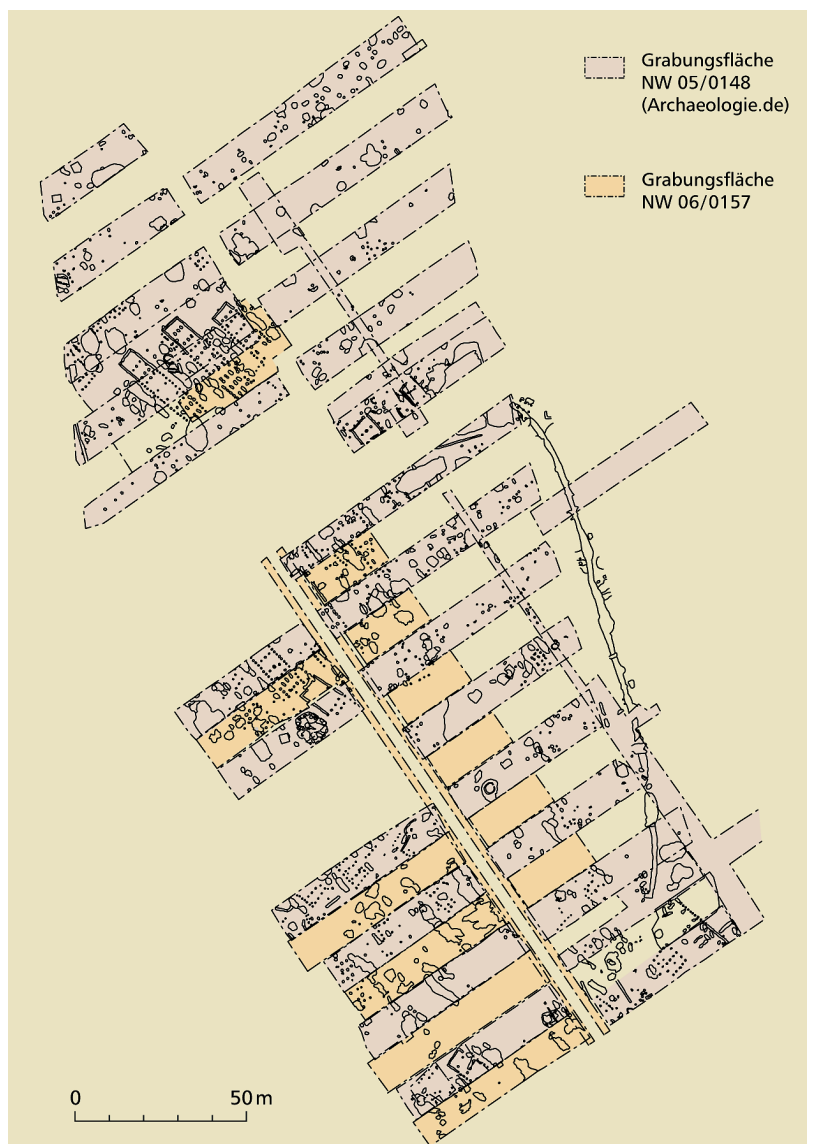 Grabungsfläche
NW 05/0148
(Archaeologie.de)
Grabungsfläche
NW 06/0157
0 50 m